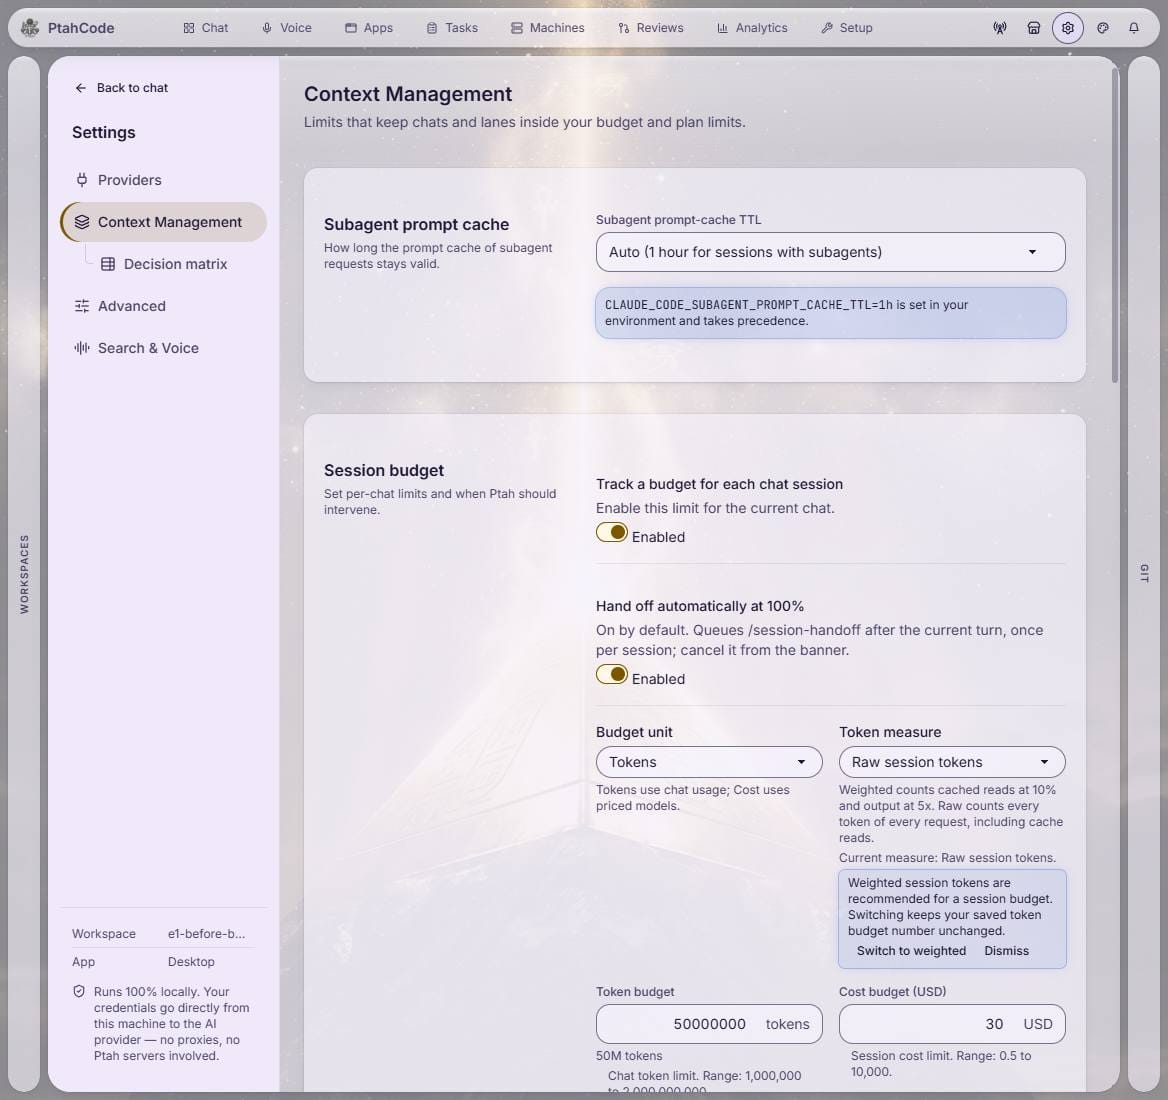 PtahCode
Chat
Voice
Apps
Tasks
Machines
Reviews
Analytics
Setup
WORKSPACES
Back to chat
Settings
Providers
Context Management
Decision matrix
Advanced
Search & Voice
Workspace e1-before-b...
App Desktop
Runs 100% locally. Your
credentials go directly from
this machine to the AI
provider — no proxies, no
Ptah servers involved.
Context Management
Limits that keep chats and lanes inside your budget and plan limits.
Subagent prompt cache
How long the prompt cache of subagent
requests stays valid.
Subagent prompt-cache TTL
Auto (1 hour for sessions with subagents)
CLAUDE_CODE_SUBAGENT_PROMPT_CACHE_TTL=1h is set in your
environment and takes precedence.
Session budget
Set per-chat limits and when Ptah should
intervene.
Track a budget for each chat session
Enable this limit for the current chat.
Enabled
Hand off automatically at 100%
On by default. Queues /session-handoff after the current turn, once
per session; cancel it from the banner.
Enabled
Budget unit
Tokens
Tokens use chat usage; Cost uses
priced models.
Token measure
Raw session tokens
Weighted counts cached reads at 10%
and output at 5x. Raw counts every
token of every request, including cache
reads.
Current measure: Raw session tokens.
Weighted session tokens are
recommended for a session budget.
Switching keeps your saved token
budget number unchanged.
Switch to weighted Dismiss
Token budget
50000000 tokens
50M tokens
Chat token limit. Range: 1,000,000
to 2,000,000,000
Cost budget (USD)
30 USD
Session cost limit. Range: 0.5 to
10,000.
GIT